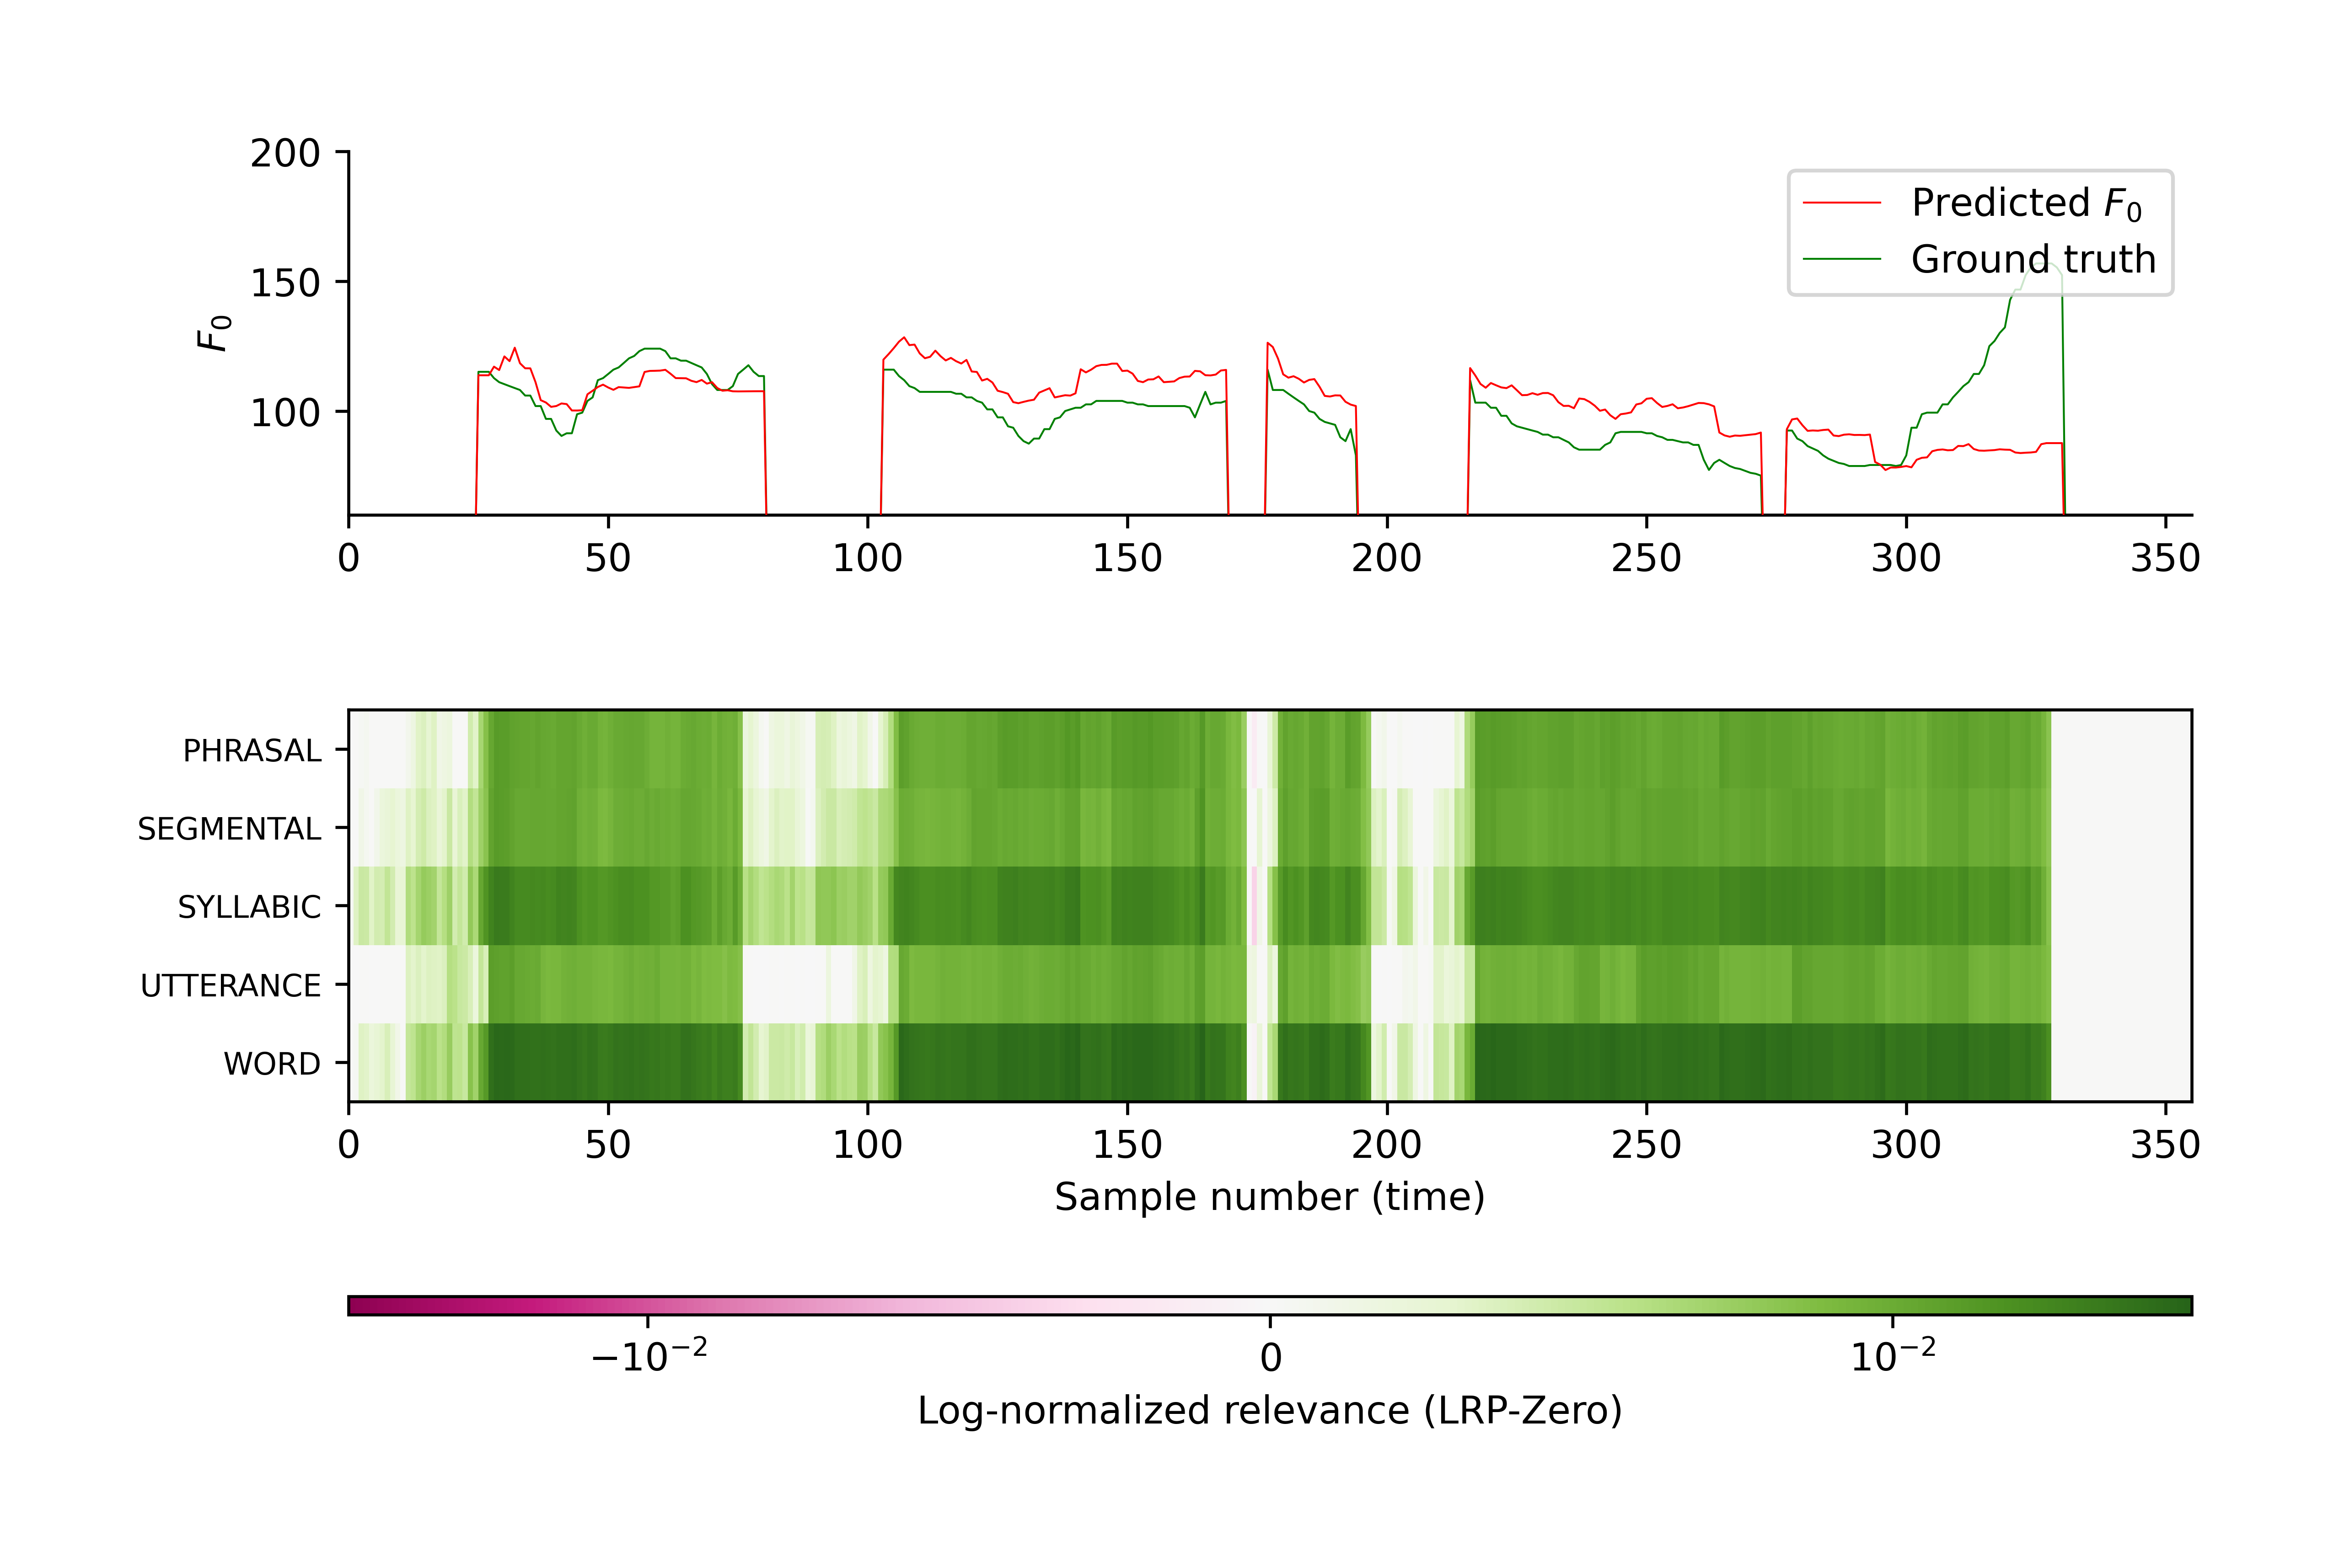 200
150
100
F₀
Predicted F₀
Ground truth
0 50 100 150 200 250 300 350
PHRASAL
SEGMENTAL
SYLLABIC
UTTERANCE
WORD
0 50 100 150 200 250 300 350
Sample number (time)
−10⁻² 0 10⁻²
Log-normalized relevance (LRP-Zero)